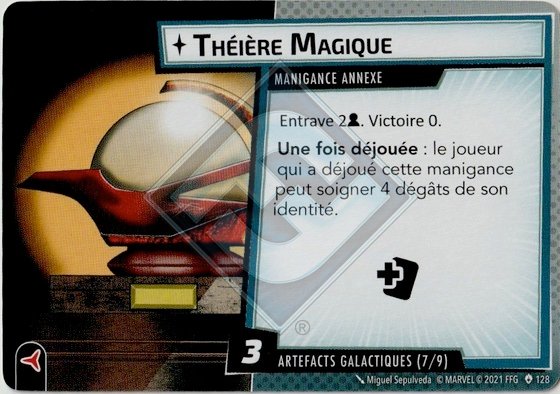 THÉIÈRE MAGIQUE
MANIGANCE ANNEXE
Entrave 2. Victoire 0.
Une fois déjouée : le joueur
qui a déjoué cette manigance
peut soigner 4 dégâts de son
identité.
®
3
ARTEFACTS GALACTIQUES (7/9)
Miguel Sepulveda © MARVEL © 2021 FFG 128